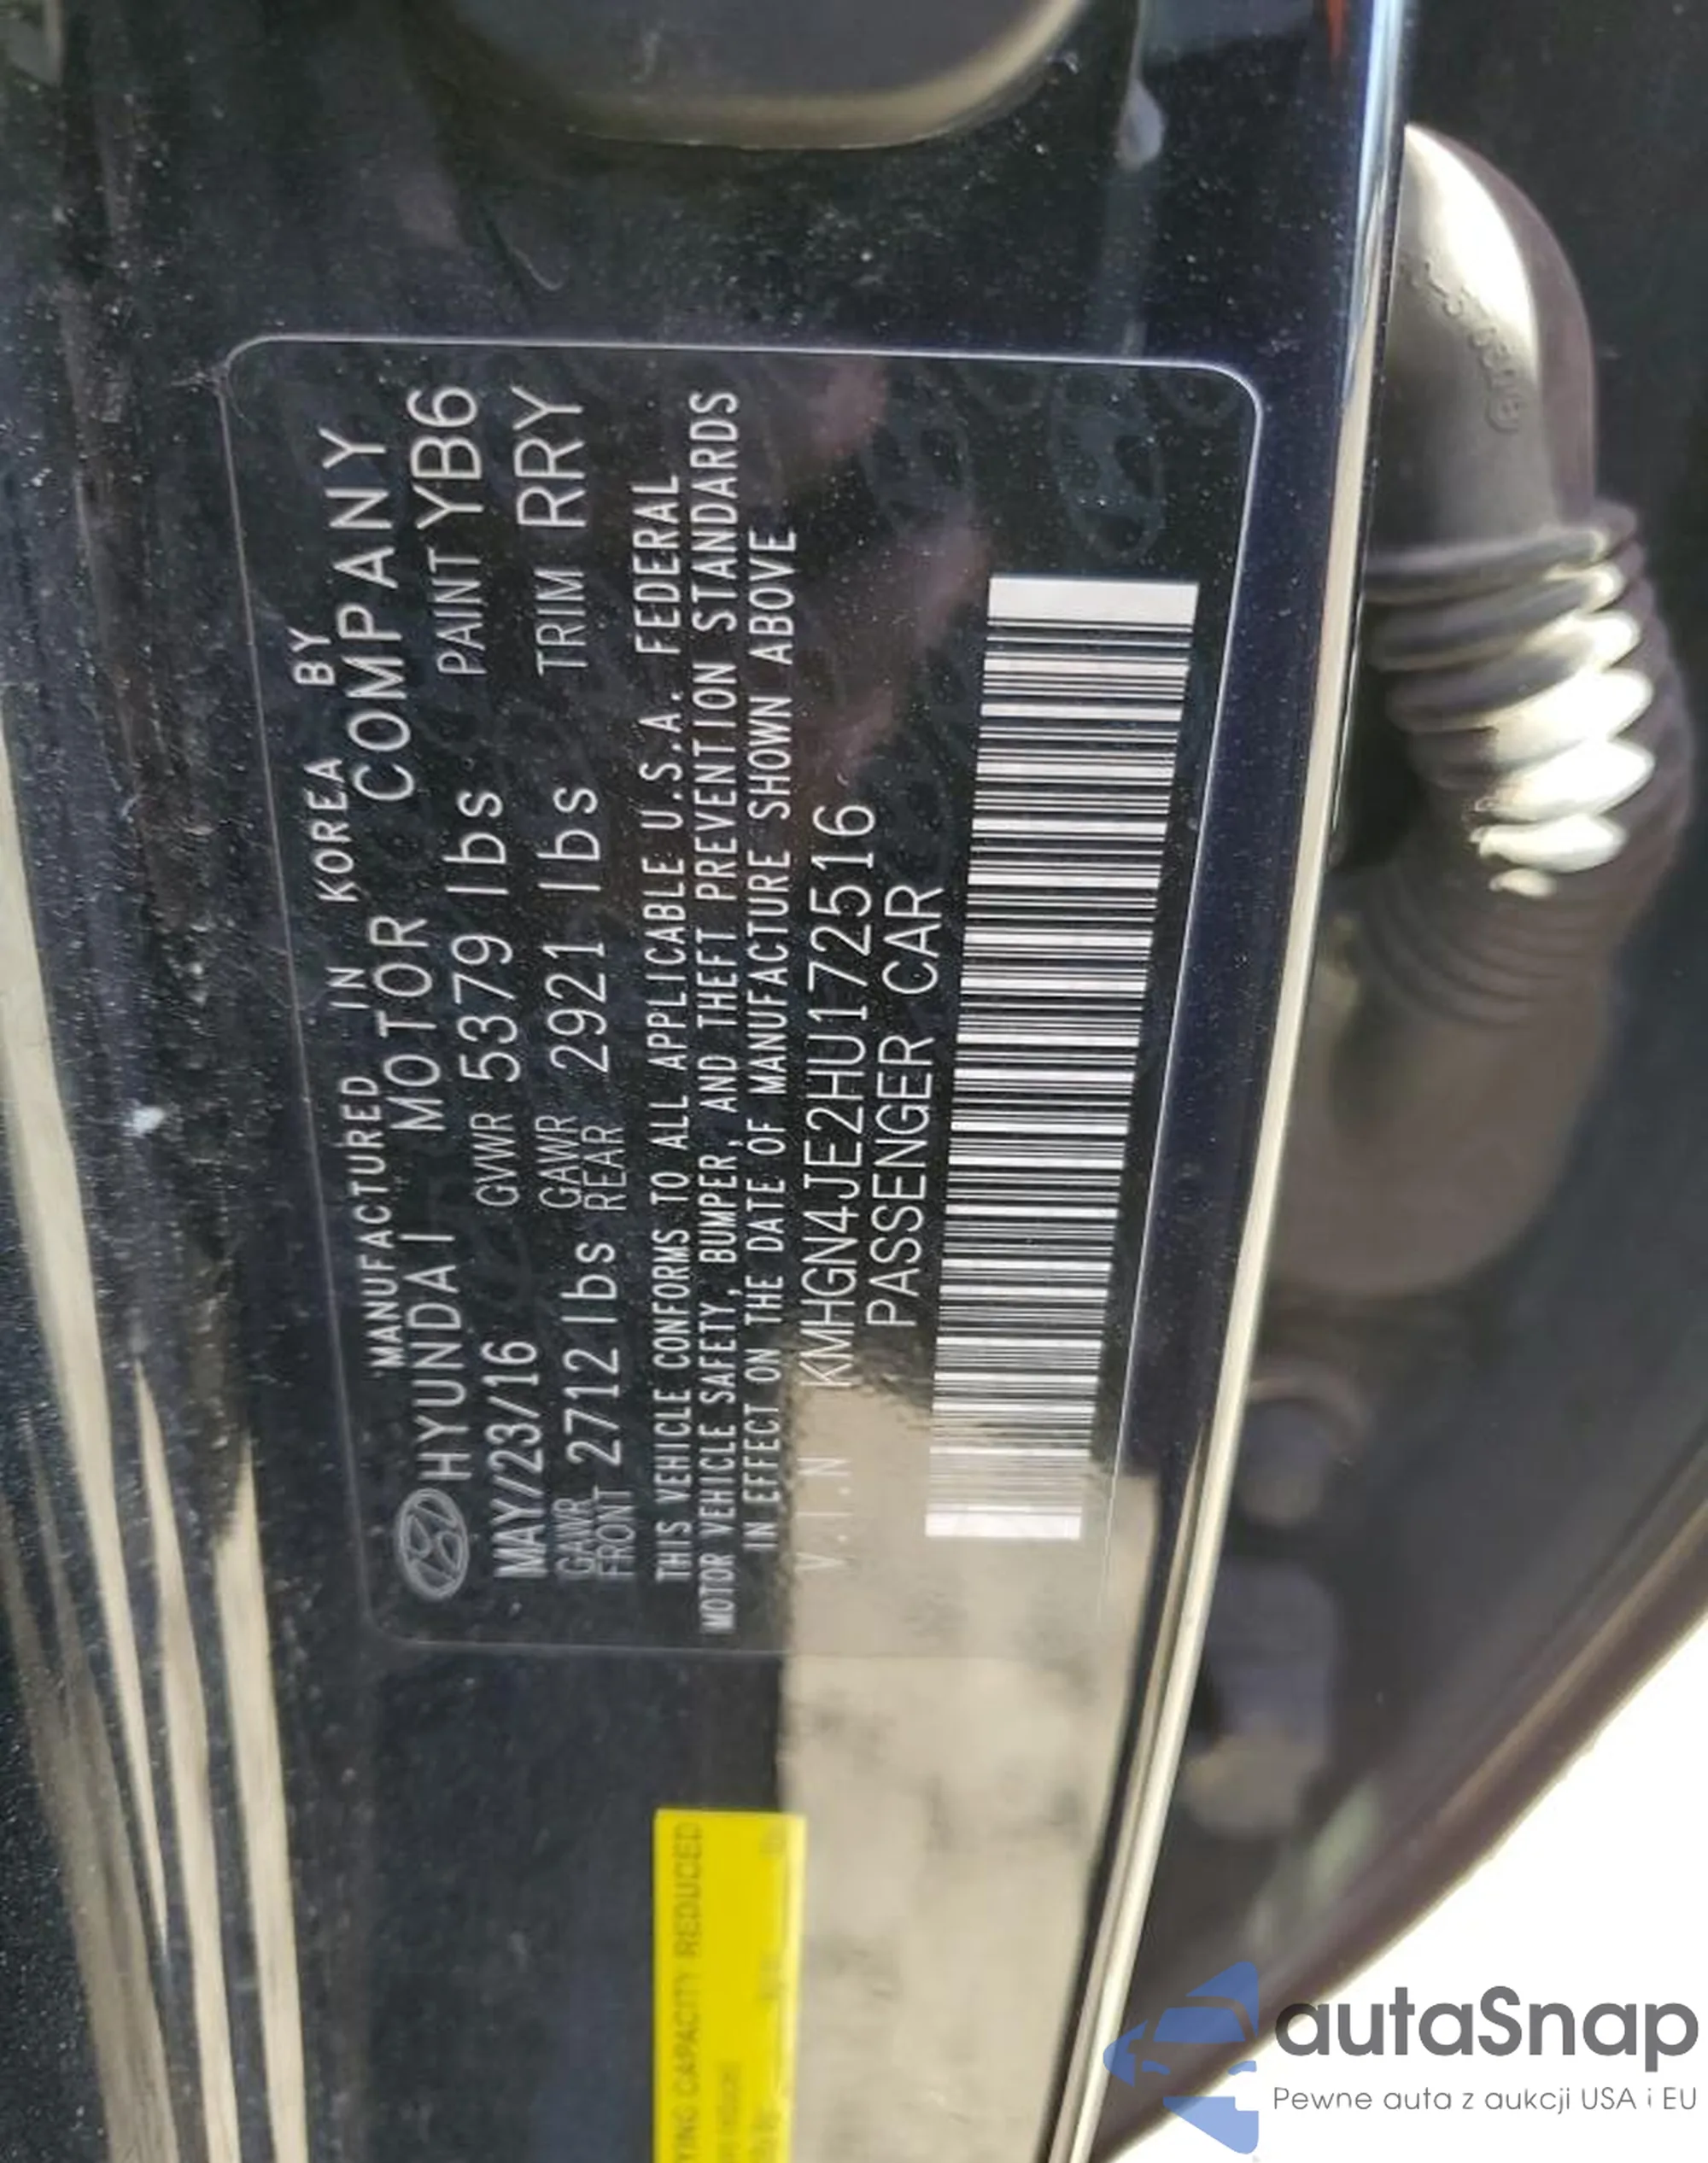 MANUFACTURED IN KOREA BY
HYUNDAI MOTOR COMPANY
MAY/23/16 GVWR 5379 lbs PAINT YB6
GAWR FRONT 2712 lbs GAWR REAR 2921 lbs TRIM RRY
THIS VEHICLE CONFORMS TO ALL APPLICABLE U.S.A. FEDERAL
MOTOR VEHICLE SAFETY, BUMPER, AND THEFT PREVENTION STANDARDS
IN EFFECT ON THE DATE OF MANUFACTURE SHOWN ABOVE
V.I.N KMHGN4JE2HU172516
PASSENGER CAR
CAPACITY REDUCED
autaSnap
Pewne auta z aukcji USA i EU